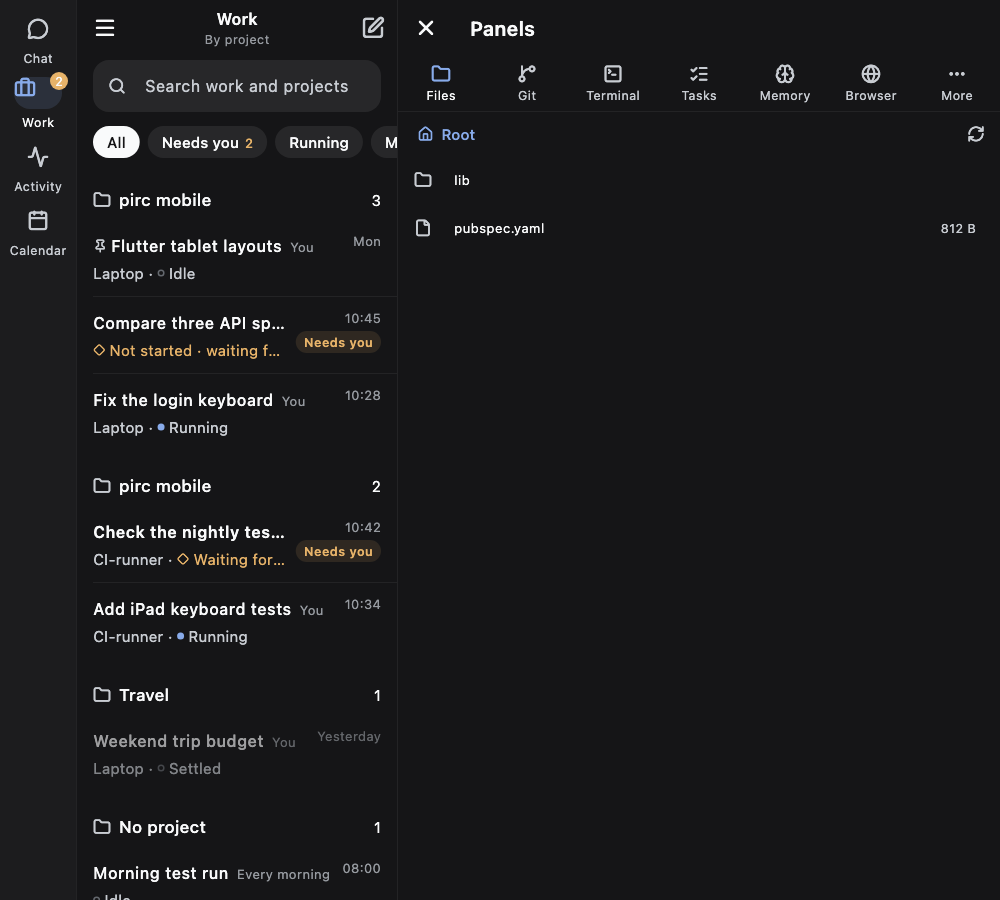 Chat
2
Work
Activity
Calendar
Work
By project
Search work and projects
All
Needs you 2
Running
M
pirc mobile 3
Flutter tablet layouts You Mon
Laptop · Idle
Compare three API sp... 10:45
Not started · waiting f... Needs you
Fix the login keyboard You 10:28
Laptop · Running
pirc mobile 2
Check the nightly tes... 10:42
CI-runner · Waiting for... Needs you
Add iPad keyboard tests You 10:34
CI-runner · Running
Travel 1
Weekend trip budget You Yesterday
Laptop · Settled
No project 1
Morning test run Every morning 08:00
Idle
Panels
Files
Git
Terminal
Tasks
Memory
Browser
More
Root
lib
pubspec.yaml 812 B